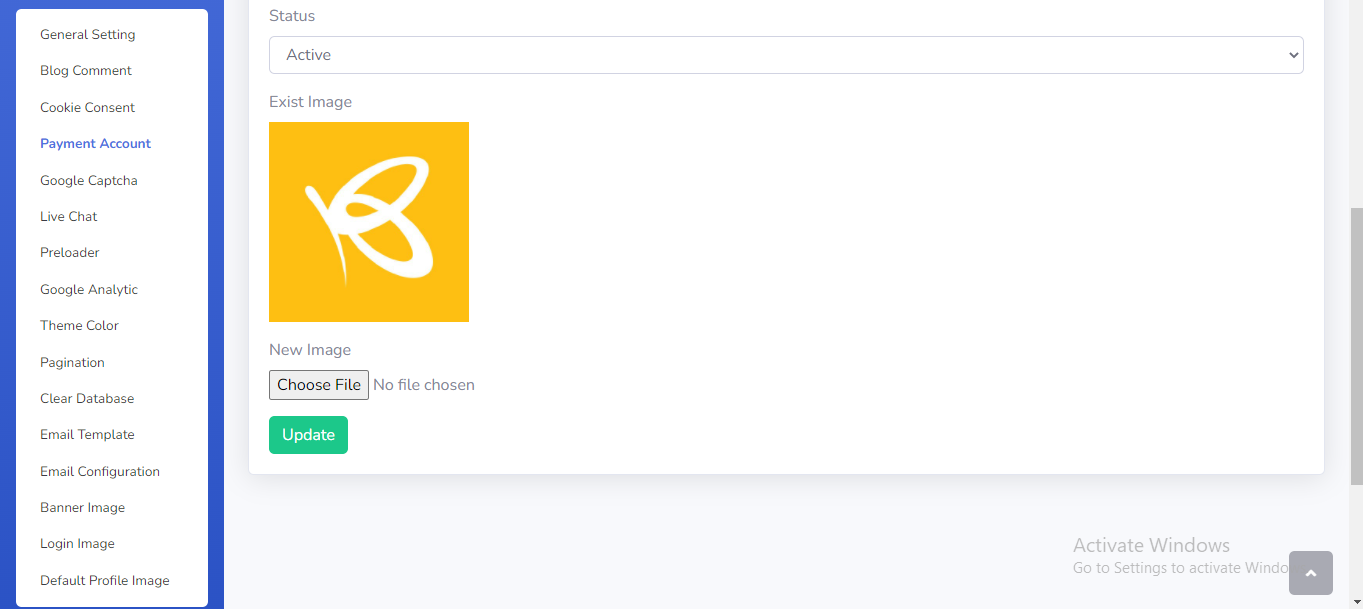 General Setting
Blog Comment
Cookie Consent
Payment Account
Google Captcha
Live Chat
Preloader
Google Analytic
Theme Color
Pagination
Clear Database
Email Template
Email Configuration
Banner Image
Login Image
Default Profile Image
Status
Active
Exist Image
New Image
Choose File No file chosen
Update
Activate Windows
Go to Settings to activate Windo